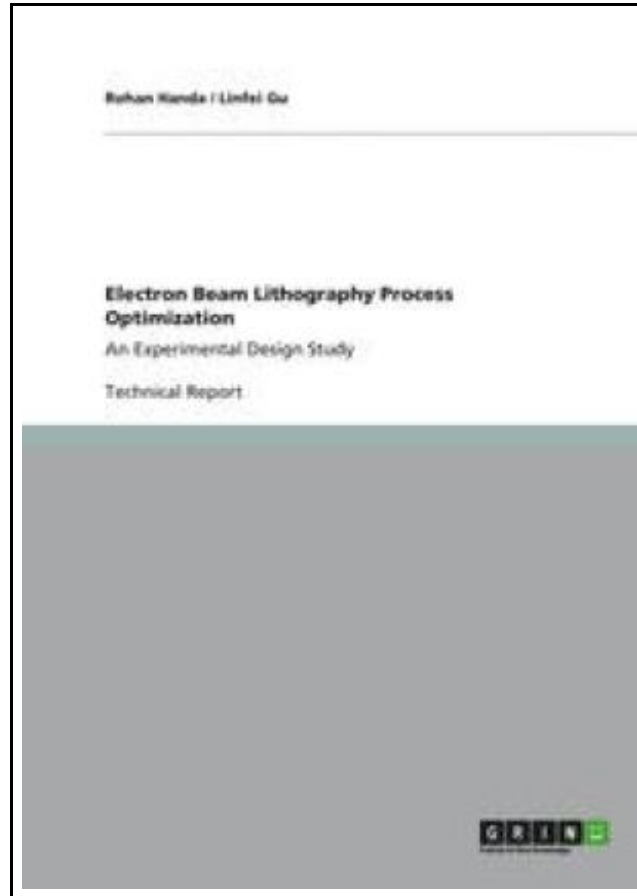 Rohan Handa / Linfei Gu
Electron Beam Lithography Process
Optimization
An Experimental Design Study
Technical Report
GRIN